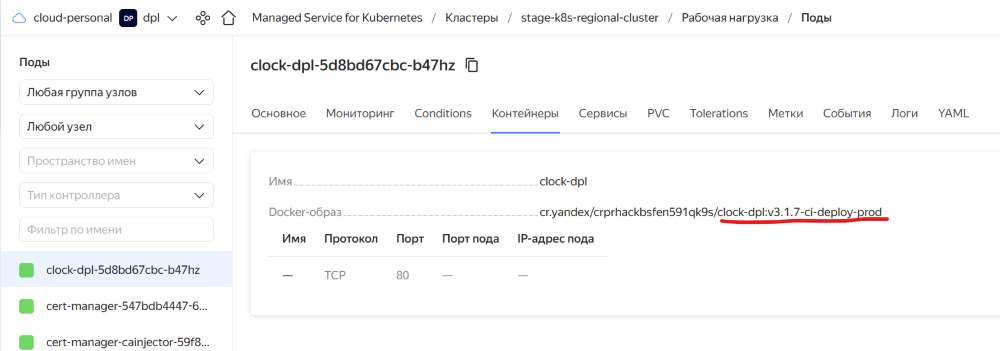 cloud-personal DP dpl Managed Service for Kubernetes / Кластеры / stage-k8s-regional-cluster / Рабочая нагрузка / Поды
Поды
Любая группа узлов
Любой узел
Пространство имен
Тип контроллера
Фильтр по имени
clock-dpl-5d8bd67cbc-b47hz
cert-manager-547bdb4447-6...
cert-manager-cainjector-59f8...
clock-dpl-5d8bd67cbc-b47hz
Основное Мониторинг Conditions Контейнеры Сервисы PVC Tolerations Метки События Логи YAML
Имя clock-dpl
Docker-образ cr.yandex/crprhackbsfen591qk9s/clock-dpl:v3.1.7-ci-deploy-prod
Имя Протокол Порт Порт пода IP-адрес пода
— TCP 80 — —